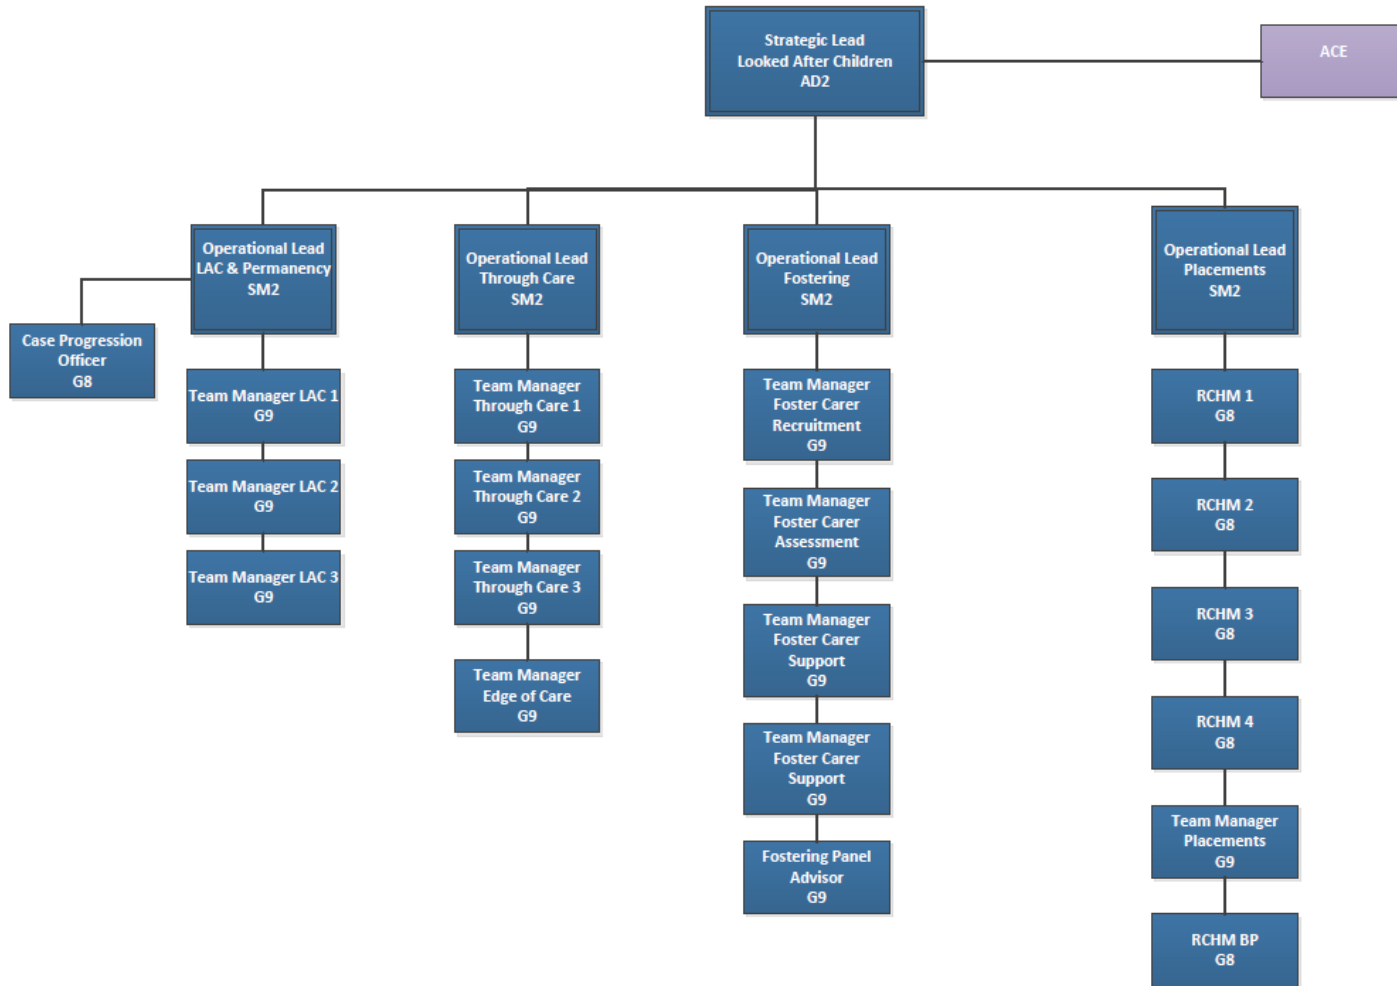 Strategic Lead
Looked After Children
AD2
ACE
Operational Lead
LAC & Permanency
SM2
Case Progression
Officer
G8
Team Manager LAC 1
G9
Team Manager LAC 2
G9
Team Manager LAC 3
G9
Operational Lead
Through Care
SM2
Team Manager
Through Care 1
G9
Team Manager
Through Care 2
G9
Team Manager
Through Care 3
G9
Team Manager
Edge of Care
G9
Operational Lead
Fostering
SM2
Team Manager
Foster Carer
Recruitment
G9
Team Manager
Foster Carer
Assessment
G9
Team Manager
Foster Carer
Support
G9
Team Manager
Foster Carer
Support
G9
Fostering Panel
Advisor
G9
Operational Lead
Placements
SM2
RCHM 1
G8
RCHM 2
G8
RCHM 3
G8
RCHM 4
G8
Team Manager
Placements
G9
RCHM BP
G8